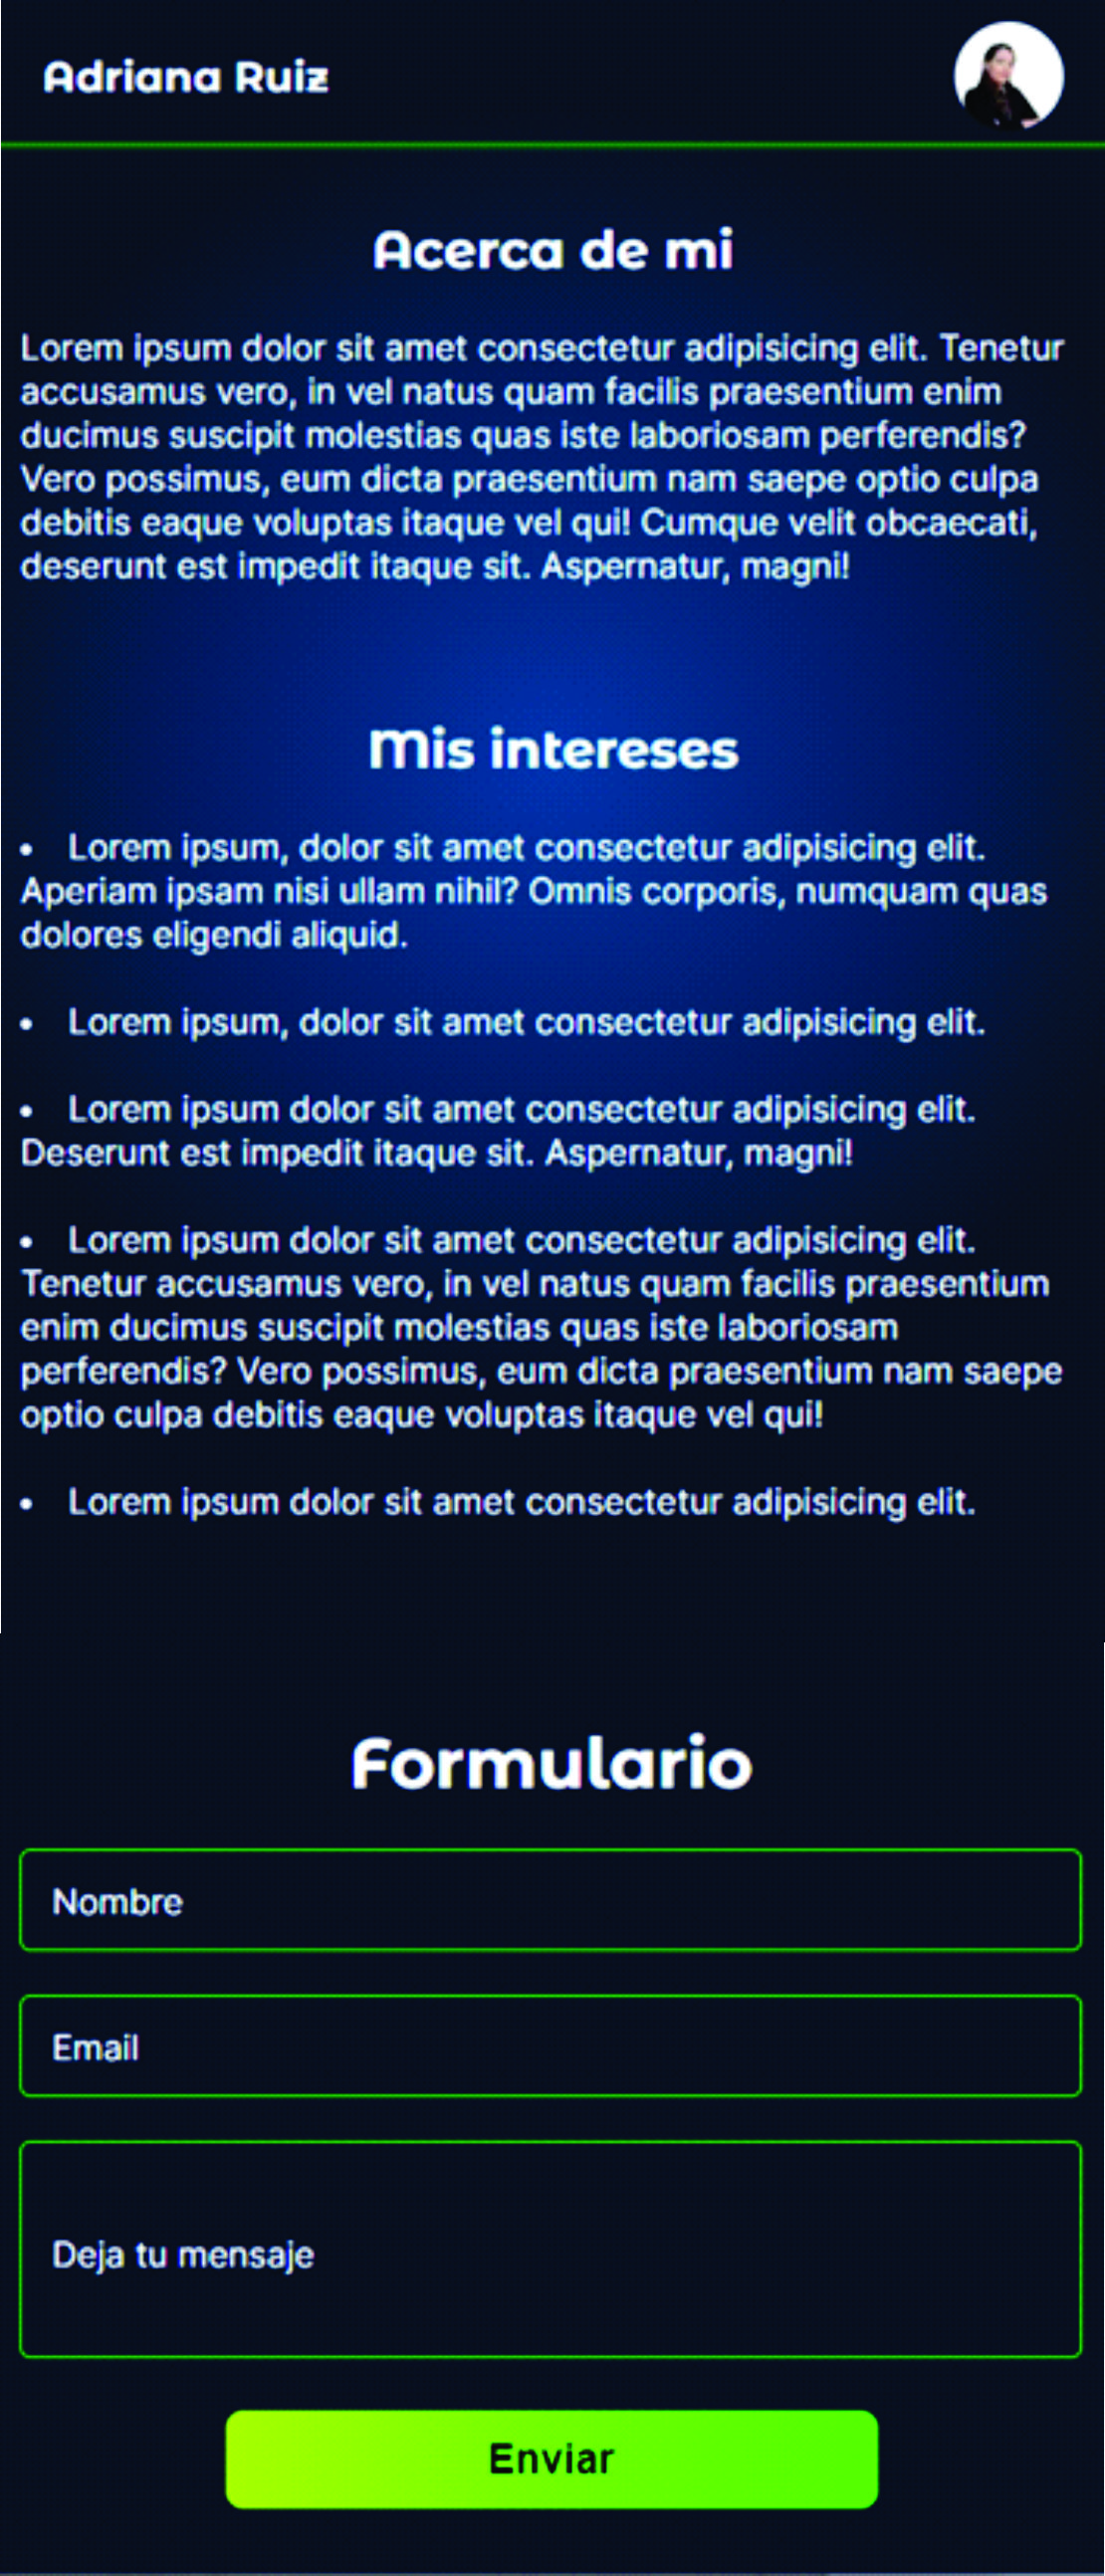 Adriana Ruiz
Acerca de mi
Lorem ipsum dolor sit amet consectetur adipisicing elit. Tenetur
accusamus vero, in vel natus quam facilis praesentium enim
ducimus suscipit molestias quas iste laboriosam perferendis?
Vero possimus, eum dicta praesentium nam saepe optio culpa
debitis eaque voluptas itaque vel qui! Cumque velit obcaecati,
deserunt est impedit itaque sit. Aspernatur, magni!
Mis intereses
• Lorem ipsum, dolor sit amet consectetur adipisicing elit.
Aperiam ipsam nisi ullam nihil? Omnis corporis, numquam quas
dolores eligendi aliquid.
• Lorem ipsum, dolor sit amet consectetur adipisicing elit.
• Lorem ipsum dolor sit amet consectetur adipisicing elit.
Deserunt est impedit itaque sit. Aspernatur, magni!
• Lorem ipsum dolor sit amet consectetur adipisicing elit.
Tenetur accusamus vero, in vel natus quam facilis praesentium
enim ducimus suscipit molestias quas iste laboriosam
perferendis? Vero possimus, eum dicta praesentium nam saepe
optio culpa debitis eaque voluptas itaque vel qui!
• Lorem ipsum dolor sit amet consectetur adipisicing elit.
Formulario
Nombre
Email
Deja tu mensaje
Enviar